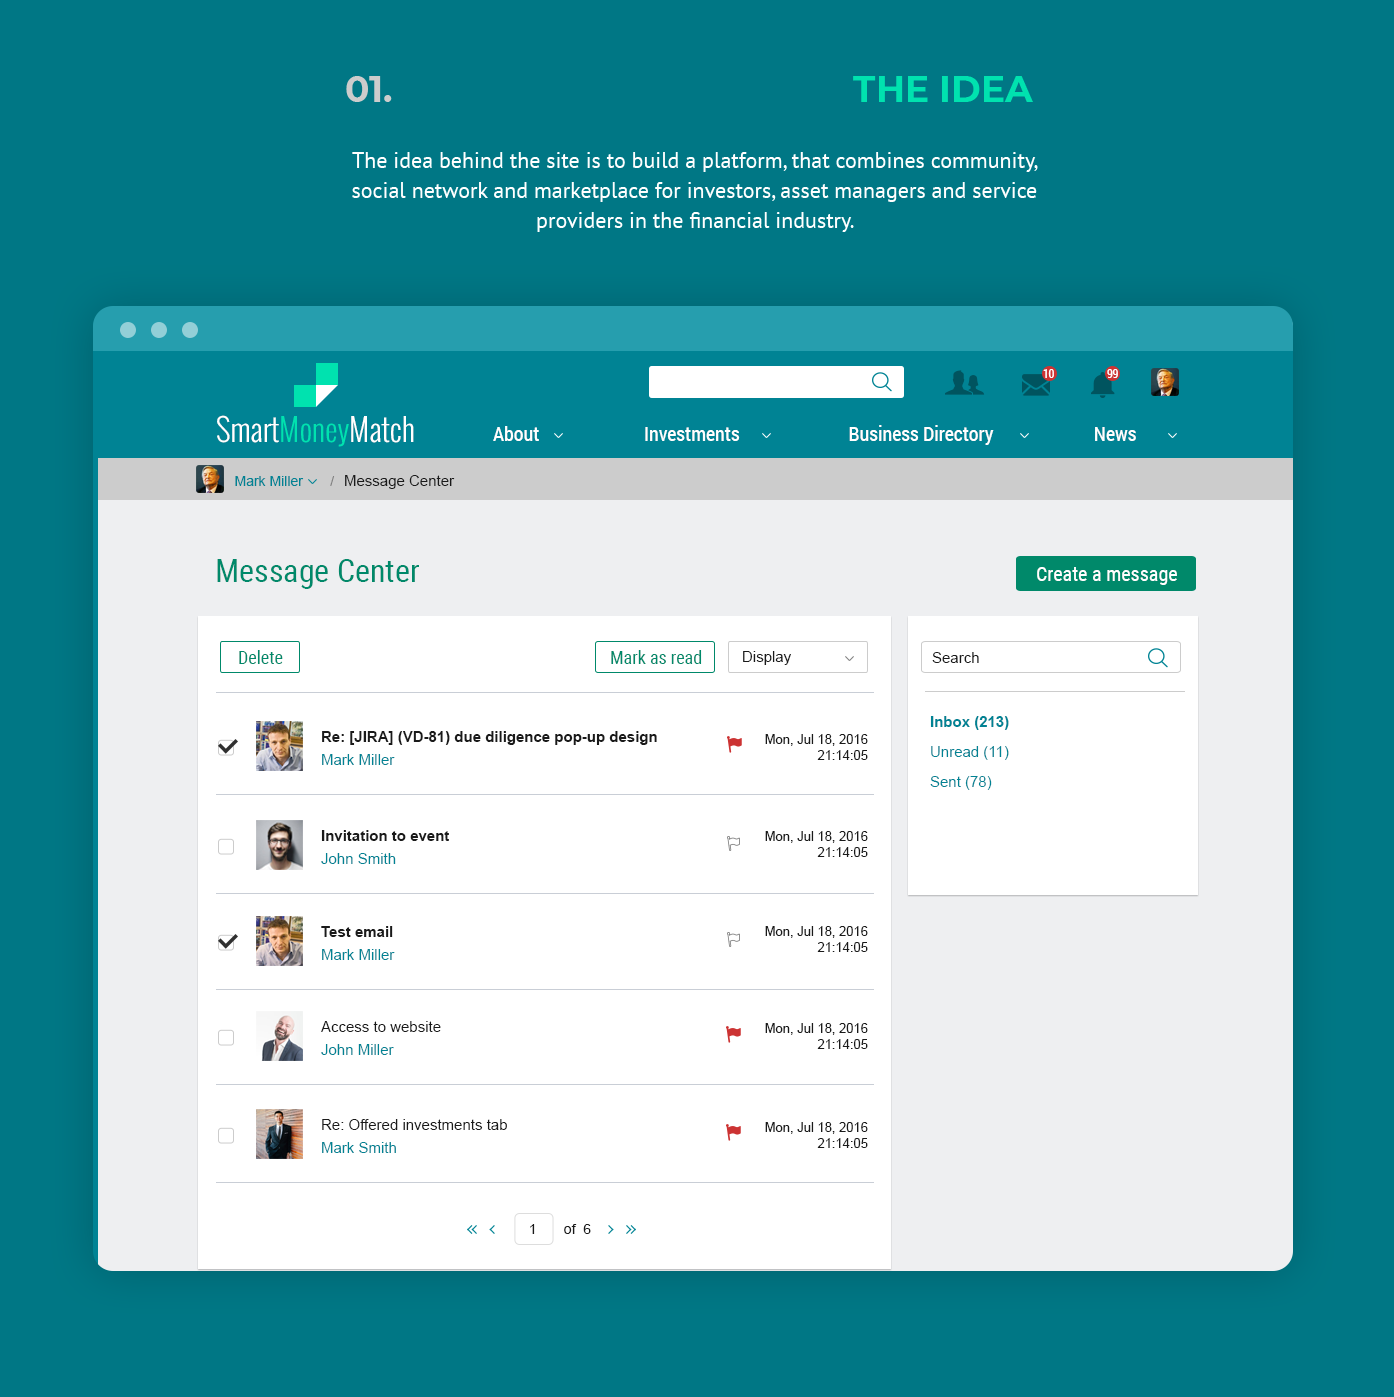 01.
THE IDEA
The idea behind the site is to build a platform, that combines community,
social network and marketplace for investors, asset managers and service
providers in the financial industry.
10
99
SmartMoneyMatch
About
Investments
Business Directory
News
Mark Miller / Message Center
Message Center
Create a message
Delete
Mark as read
Display
Search
Re: [JIRA] (VD-81) due diligence pop-up design
Mark Miller
Mon, Jul 18, 2016
21:14:05
Invitation to event
John Smith
Mon, Jul 18, 2016
21:14:05
Test email
Mark Miller
Mon, Jul 18, 2016
21:14:05
Access to website
John Miller
Mon, Jul 18, 2016
21:14:05
Re: Offered investments tab
Mark Smith
Mon, Jul 18, 2016
21:14:05
« ‹ 1 of 6 › »
Inbox (213)
Unread (11)
Sent (78)